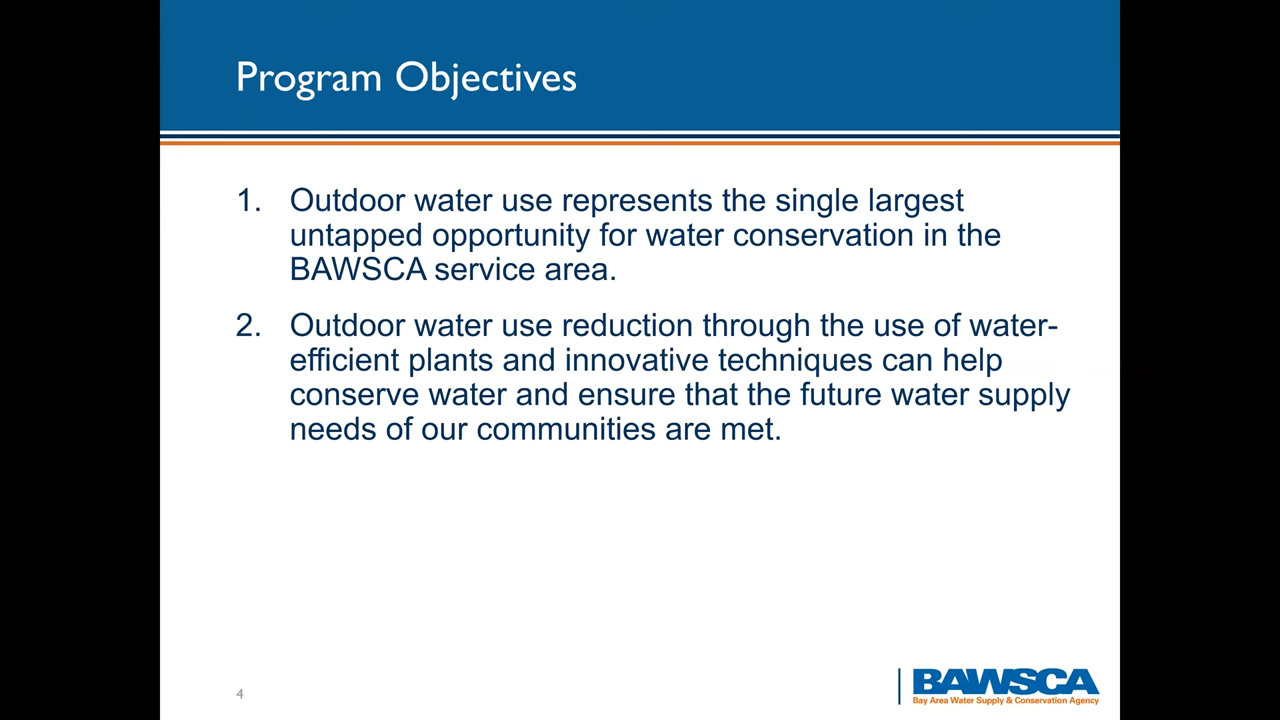 Program Objectives
1. Outdoor water use represents the single largest
untapped opportunity for water conservation in the
BAWSCA service area.
2. Outdoor water use reduction through the use of water-
efficient plants and innovative techniques can help
conserve water and ensure that the future water supply
needs of our communities are met.
4
BAWSCA
Bay Area Water Supply & Conservation Agency